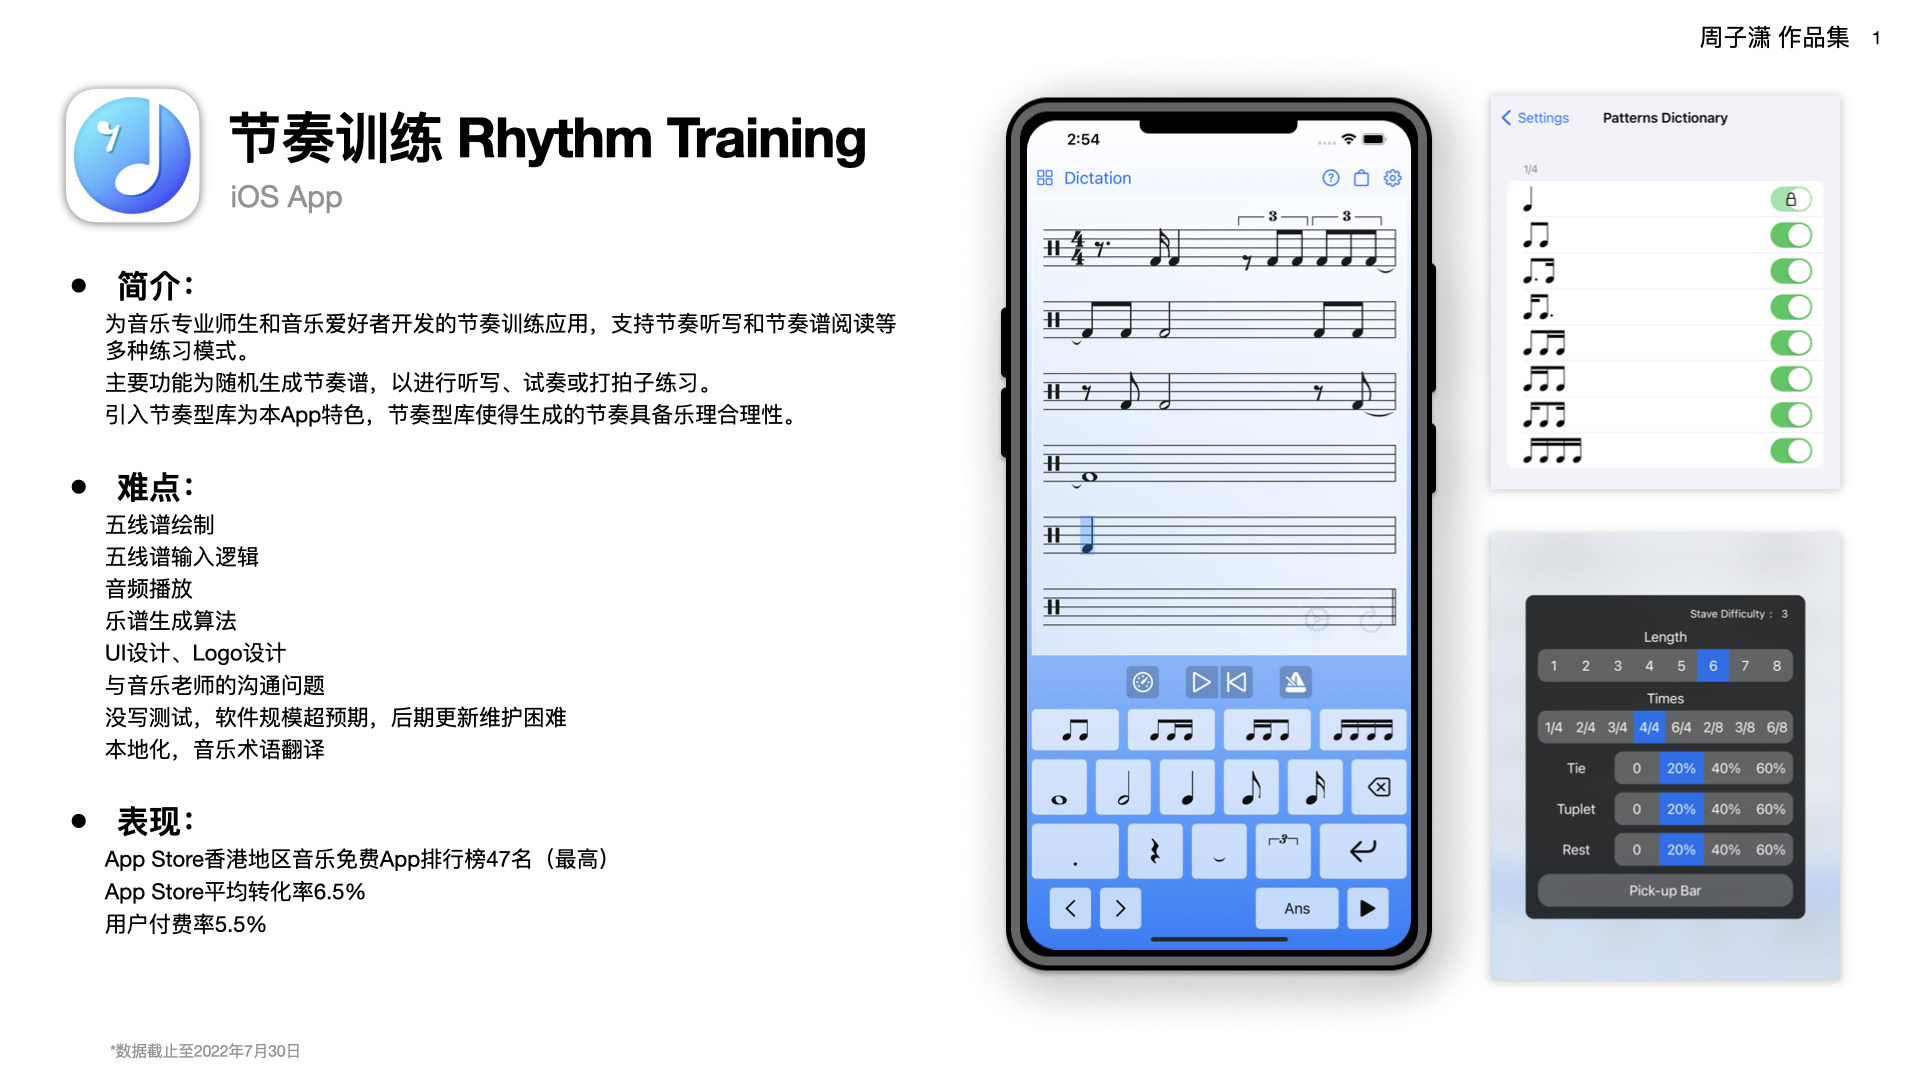 周子潇 作品集 1
节奏训练 Rhythm Training
iOS App
• 简介：
为音乐专业师生和音乐爱好者开发的节奏训练应用，支持节奏听写和节奏谱阅读等
多种练习模式。
主要功能为随机生成节奏谱，以进行听写、试奏或打拍子练习。
引入节奏型库为本App特色，节奏型库使得生成的节奏具备乐理合理性。
• 难点：
五线谱绘制
五线谱输入逻辑
音频播放
乐谱生成算法
UI设计、Logo设计
与音乐老师的沟通问题
没写测试，软件规模超预期，后期更新维护困难
本地化，音乐术语翻译
• 表现：
App Store香港地区音乐免费App排行榜47名（最高）
App Store平均转化率6.5%
用户付费率5.5%
*数据截止至2022年7月30日
2:54
Dictation
3 3
4
4
3
Ans
Settings
Patterns Dictionary
1/4
Stave Difficulty： 3
Length
1 2 3 4 5 6 7 8
Times
1/4 2/4 3/4 4/4 6/4 2/8 3/8 6/8
Tie 0 20% 40% 60%
Tuplet 0 20% 40% 60%
Rest 0 20% 40% 60%
Pick-up Bar